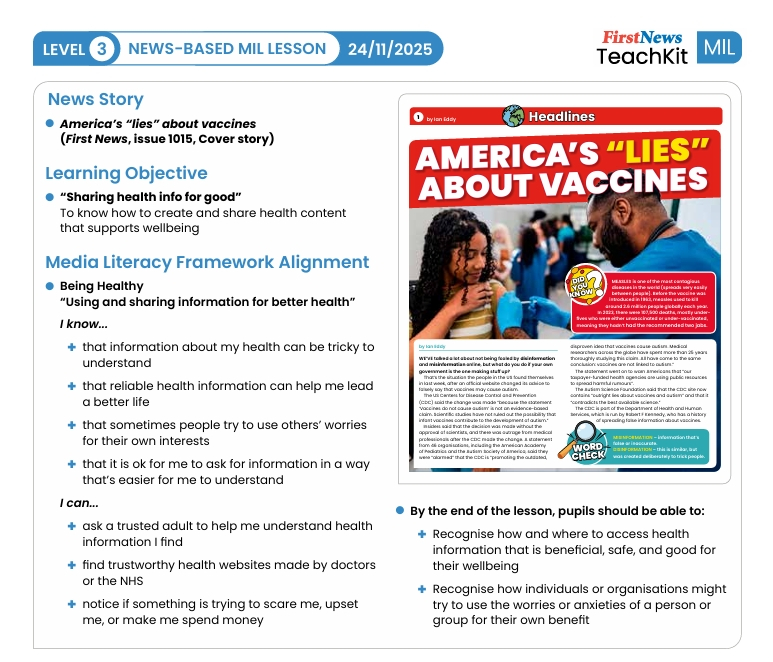 LEVEL 3 NEWS-BASED MIL LESSON 24/11/2025
FirstNews
TeachKit
MIL
News Story
America's “lies” about vaccines
(First News, issue 1015, Cover story)
Learning Objective
“Sharing health info for good”
To know how to create and share health content
that supports wellbeing
Media Literacy Framework Alignment
Being Healthy
“Using and sharing information for better health”
I know...
that information about my health can be tricky to
understand
that reliable health information can help me lead
a better life
that sometimes people try to use others’ worries
for their own interests
that it is ok for me to ask for information in a way
that’s easier for me to understand
I can...
ask a trusted adult to help me understand health
information I find
find trustworthy health websites made by doctors
or the NHS
notice if something is trying to scare me, upset
me, or make me spend money
1 by Ian Eddy
Headlines
AMERICA’S “LIES”
ABOUT VACCINES
DID YOU KNOW?
MEASLES is one of the most contagious
diseases in the world (spreads very easily
between people). Before the vaccine was
introduced in 1963, measles used to kill
around 2.6 million people globally each year.
In 2023, there were 107,500 deaths, mostly under-
fives who were either unvaccinated or under-vaccinated,
meaning they hadn’t had the recommended two jabs.
by Ian Eddy
WE’VE talked a lot about not being fooled by disinformation
and misinformation online, but what do you do if your own
government is the one making stuff up?
That’s the situation the people in the US found themselves
in last week, after an official website changed its advice to
falsely say that vaccines may cause autism.
The US Centers for Disease Control and Prevention
(CDC) said the change was made “because the statement
‘vaccines do not cause autism’ is not an evidence-based
claim. Scientific studies have not ruled out the possibility that
infant vaccines contribute to the development of autism.”
Insiders said that the decision was made without the
approval of scientists, and there was outrage from medical
professionals after the CDC made the change. A statement
from 45 organisations, including the American Academy
of Pediatrics and the Autism Society of America, said they
were “alarmed” that the CDC is “promoting the outdated,
disproven idea that vaccines cause autism. Medical
researchers across the globe have spent more than 25 years
thoroughly studying this claim. All have come to the same
conclusion: vaccines are not linked to autism.”
The statement went on to warn Americans that “our
taxpayer-funded health agencies are using public resources
to spread harmful rumours”.
The Autism Science Foundation said that the CDC site now
contains “outright lies about vaccines and autism” and that it
“contradicts the best available science.”
The CDC is part of the Department of Health and Human
Services, which is run by Robert F Kennedy, who has a history
of spreading false information about vaccines.
WORD CHECK
MISINFORMATION – information that’s
false or inaccurate.
DISINFORMATION – this is similar, but
was created deliberately to trick people.
By the end of the lesson, pupils should be able to:
Recognise how and where to access health
information that is beneficial, safe, and good for
their wellbeing
Recognise how individuals or organisations might
try to use the worries or anxieties of a person or
group for their own benefit